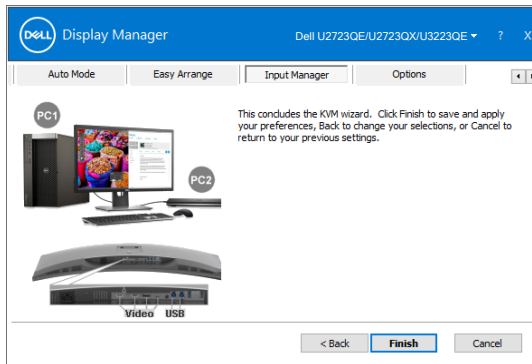 DELL Display Manager
Dell U2723QE/U2723QX/U3223QE ? X
Auto Mode Easy Arrange Input Manager Options
PC1
PC2
Video USB
This concludes the KVM wizard. Click Finish to save and apply
your preferences, Back to change your selections, or Cancel to
return to your previous settings.
< Back Finish Cancel